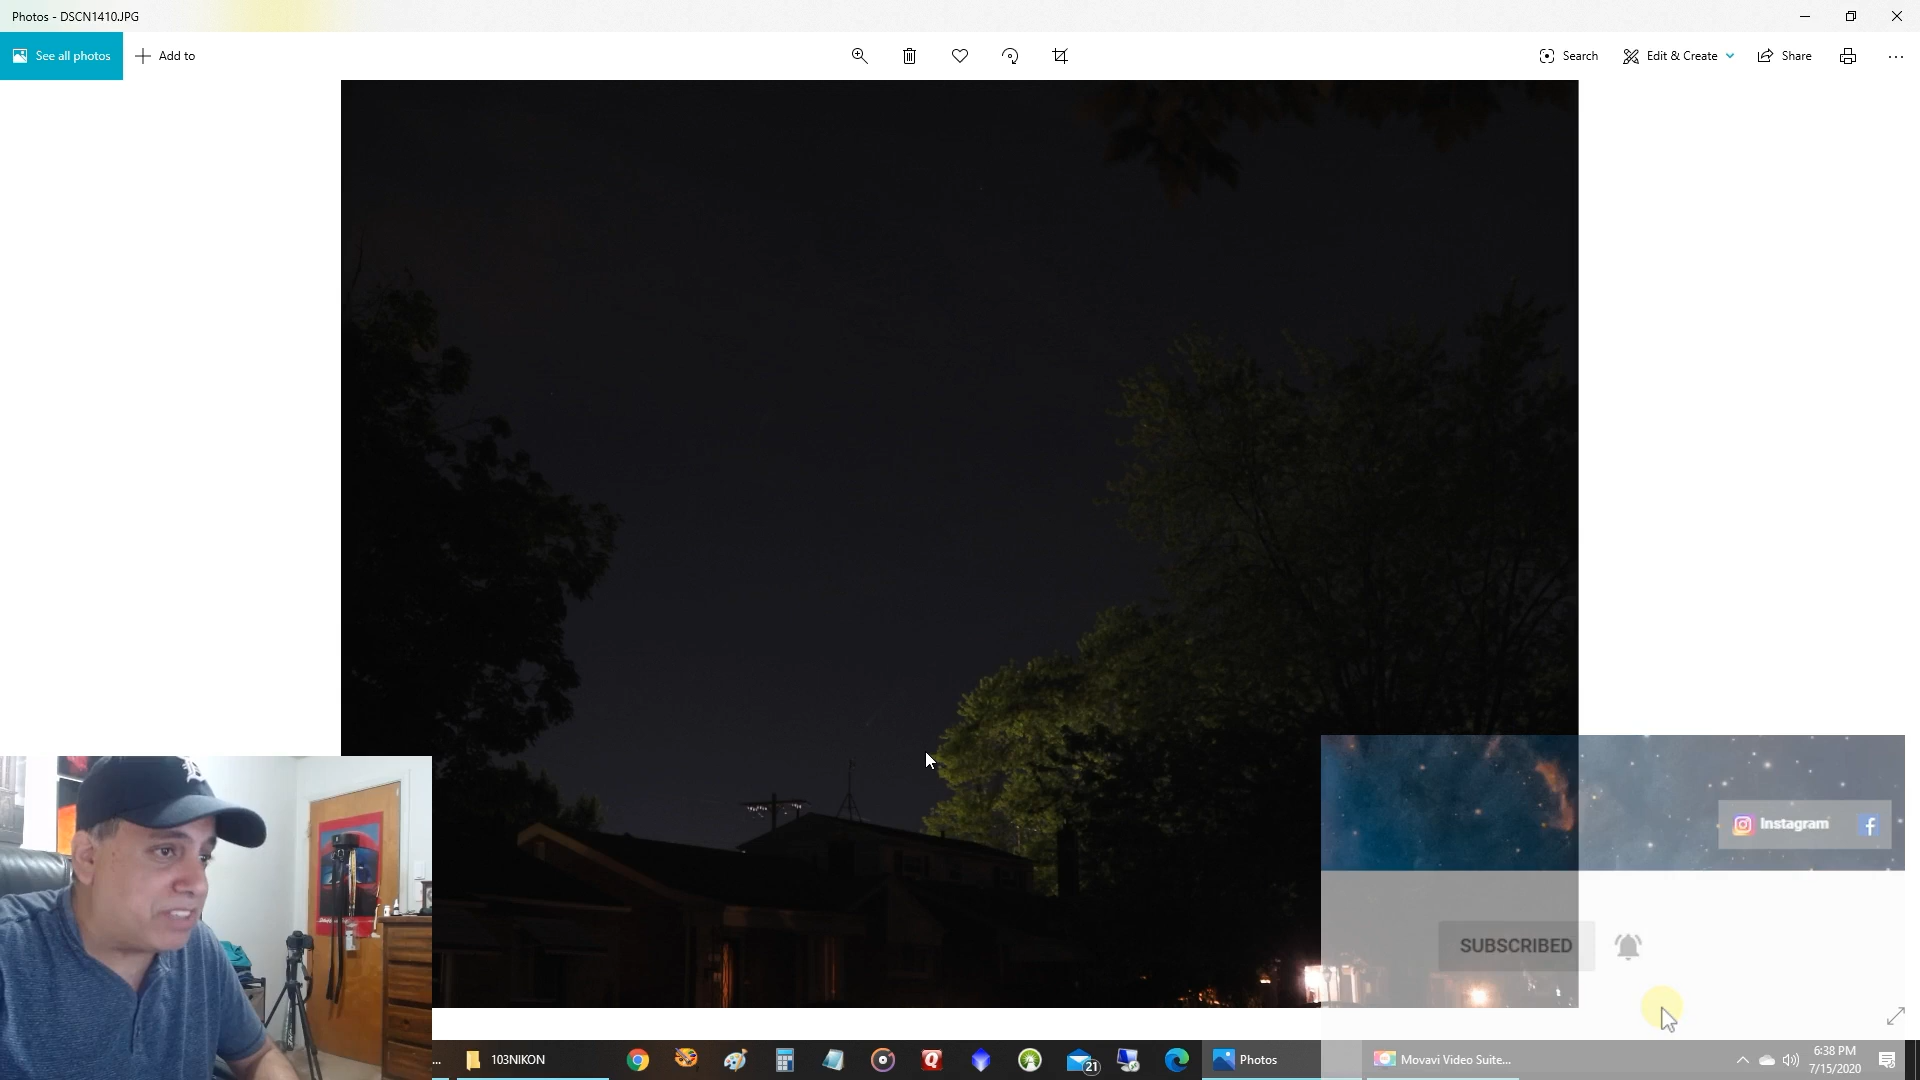 Photos - DSCN1410.JPG
See all photos
Add to
Search
Edit & Create
Share
Instagram
SUBSCRIBED
...
103NIKON
21
Photos
Movavi Video Suite...
6:38 PM
7/15/2020